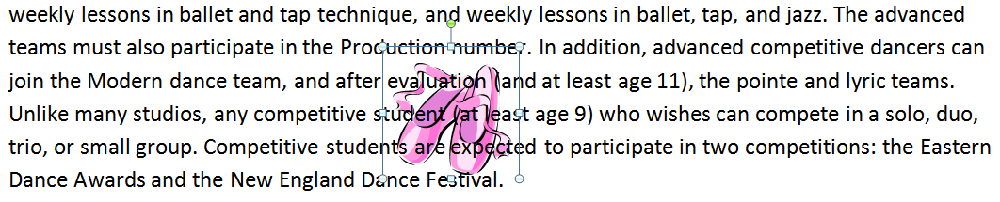 weekly lessons in ballet and tap technique, and weekly lessons in ballet, tap, and jazz. The advanced
teams must also participate in the Production number. In addition, advanced competitive dancers can
join the Modern dance team, and after evaluation (and at least age 11), the pointe and lyric teams.
Unlike many studios, any competitive student (at least age 9) who wishes can compete in a solo, duo,
trio, or small group. Competitive students are expected to participate in two competitions: the Eastern
Dance Awards and the New England Dance Festival.